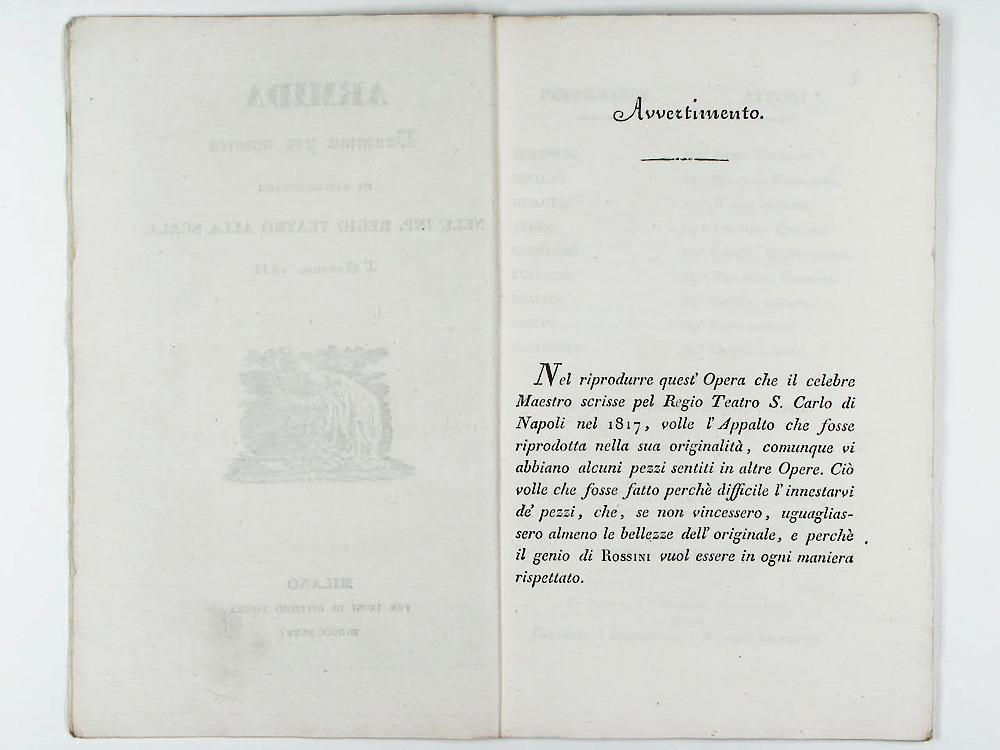 Avvertimento.
Nel riprodurre quest' Opera che il celebre
Maestro scrisse pel Regio Teatro S. Carlo di
Napoli nel 1817, volle l'Appalto che fosse
riprodotta nella sua originalità, comunque vi
abbiano alcuni pezzi sentiti in altre Opere. Ciò
volle che fosse fatto perchè difficile l'innestarvi
de' pezzi, che, se non vincessero, uguaglias-
sero almeno le bellezze dell' originale, e perchè
il genio di Rossini vuol essere in ogni maniera
rispettato.